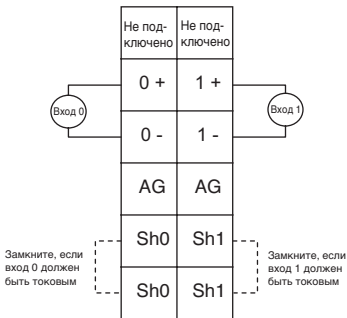 Не под-
ключено
Не под-
ключено
0 +
1 +
Вход 0
Вход 1
0 -
1 -
AG
AG
Sh0
Sh1
Замкните, если
вход 0 должен
быть токовым
Замкните, если
вход 1 должен
быть токовым
Sh0
Sh1